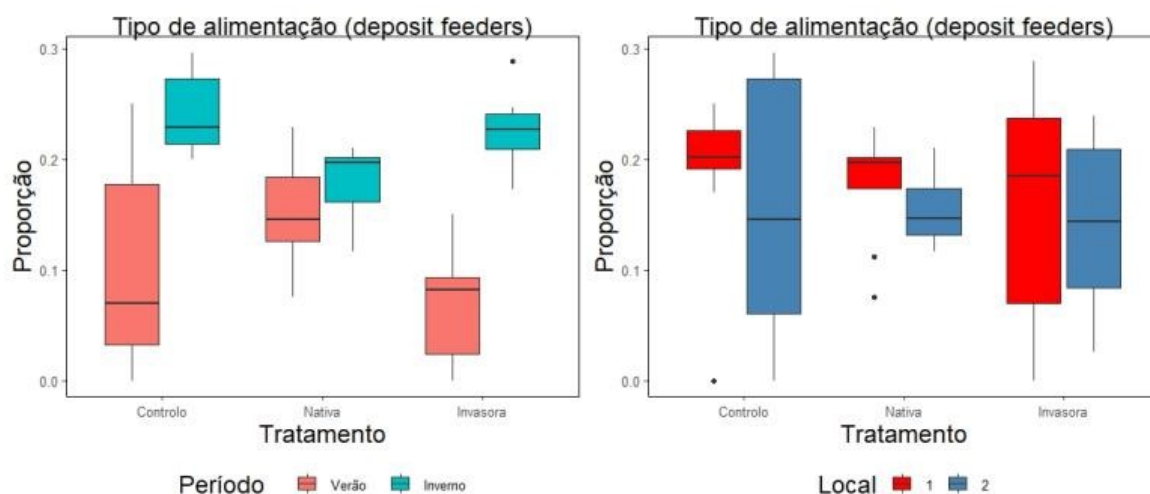 Tipo de alimentação (deposit feeders)
0.3
0.2
0.1
0.0
Proporção
Controlo Nativa Invasora
Tratamento
Período Verão Inverno
Tipo de alimentação (deposit feeders)
0.3
0.2
0.1
0.0
Proporção
Controlo Nativa Invasora
Tratamento
Local 1 2